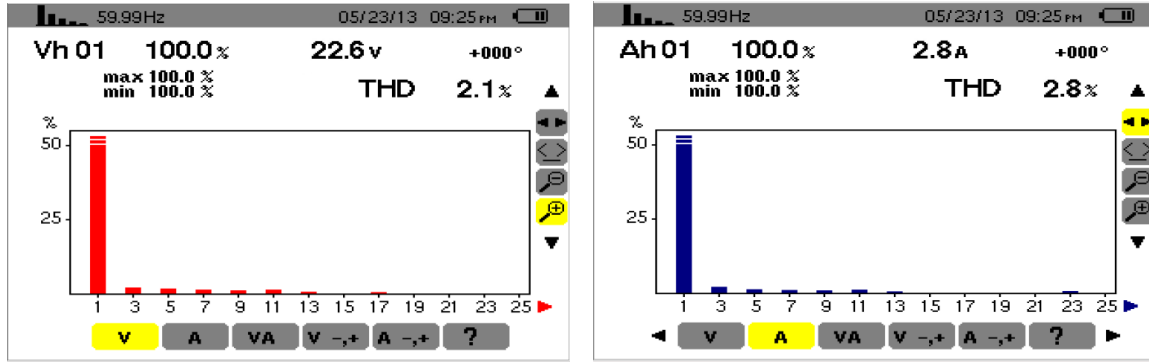 59.99Hz 05/23/13 09:25PM
Vh 01 100.0% 22.6v +000°
max 100.0 %
min 100.0 %
THD 2.1%
%
50
25
1 3 5 7 9 11 13 15 17 19 21 23 25
V A VA V -,+ A -,+ ?
59.99Hz 05/23/13 09:25PM
Ah 01 100.0% 2.8A +000°
max 100.0 %
min 100.0 %
THD 2.8%
%
50
25
1 3 5 7 9 11 13 15 17 19 21 23 25
V A VA V -,+ A -,+ ?